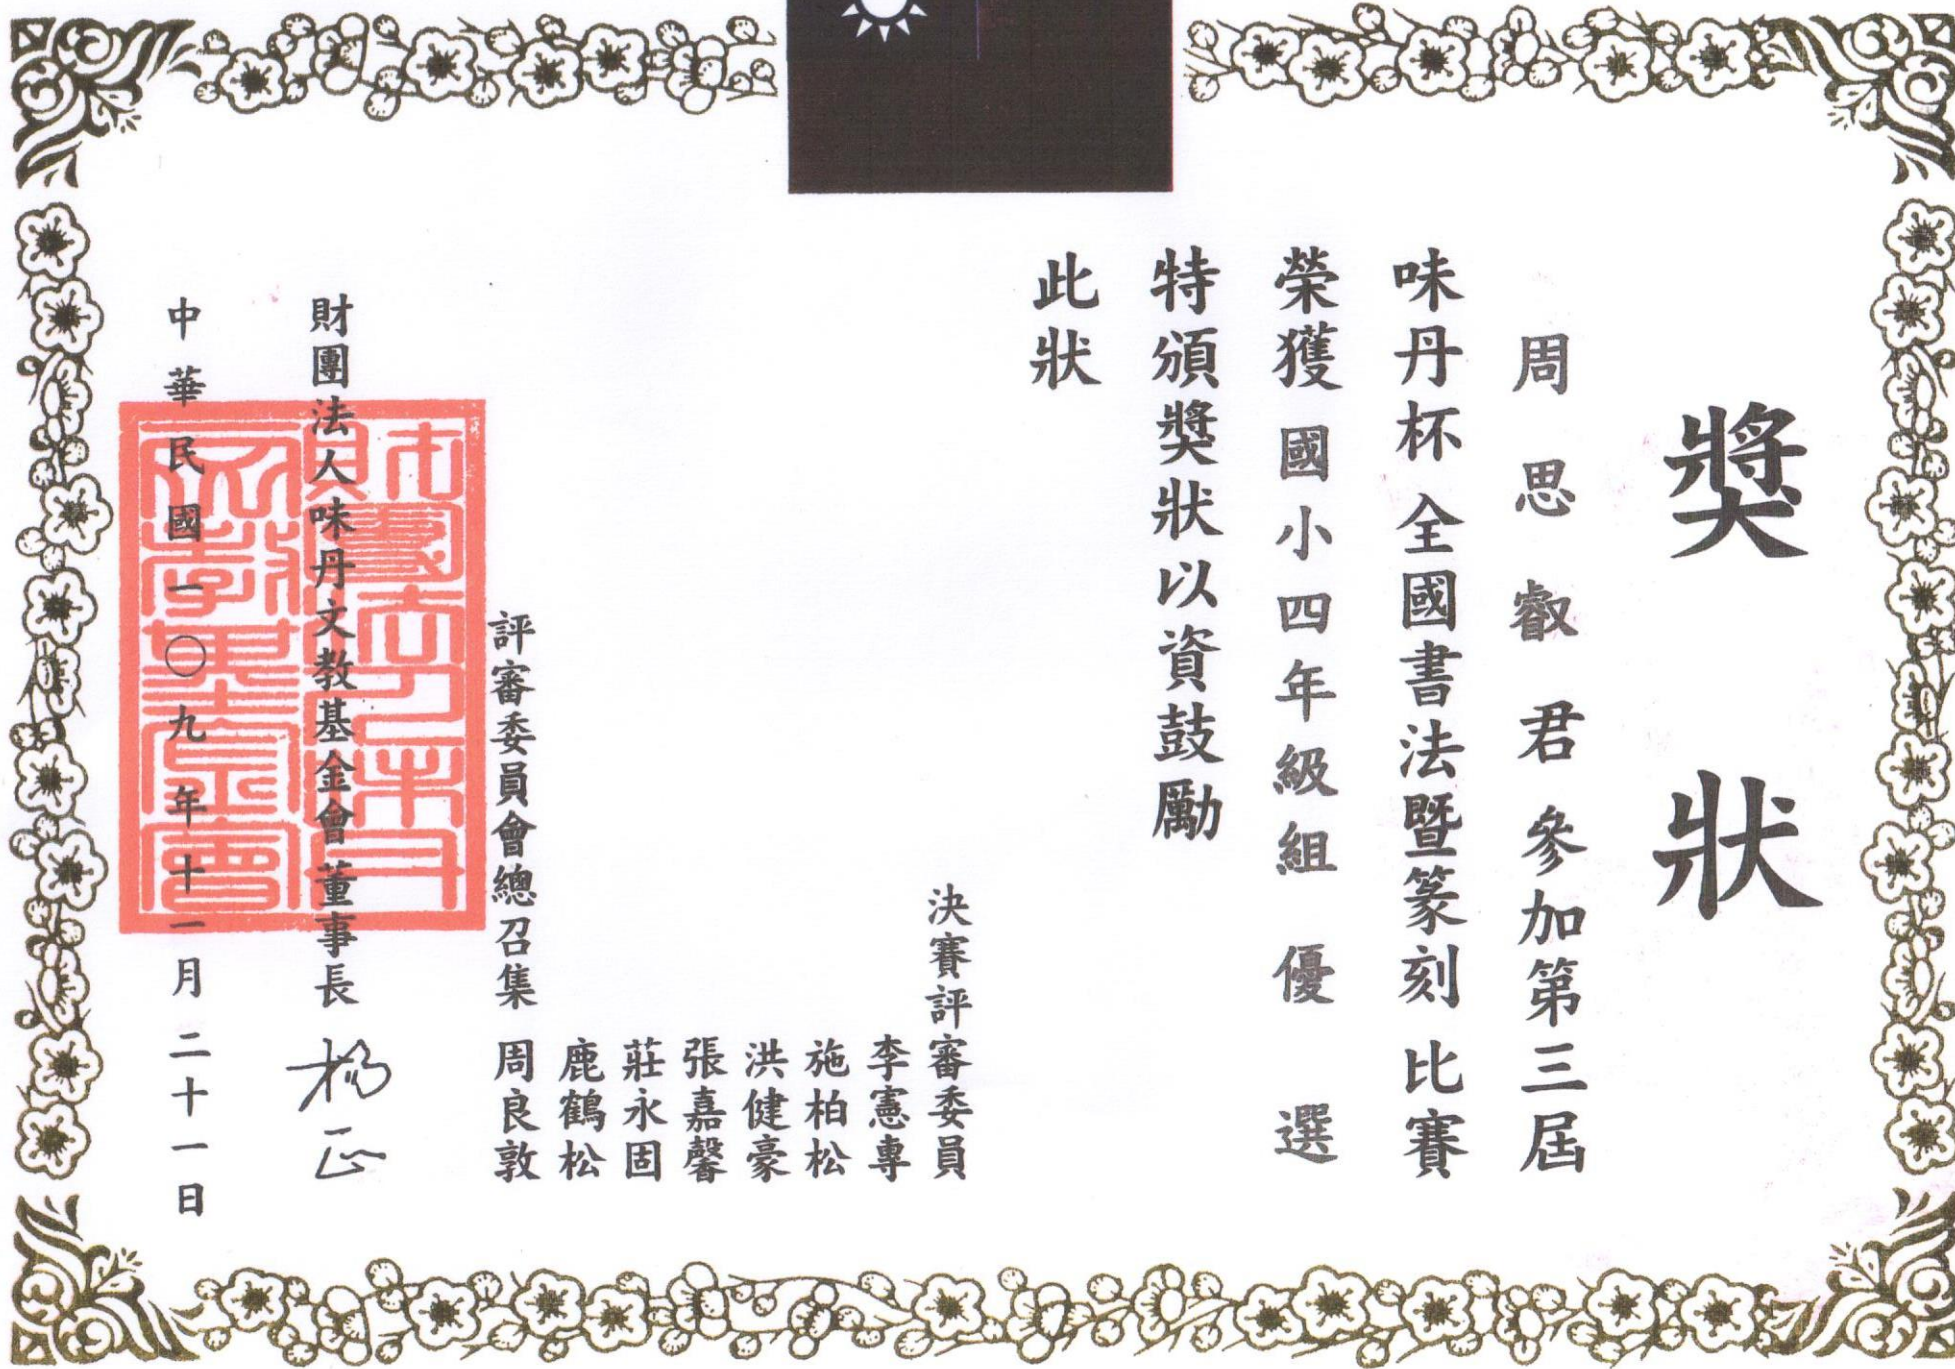 獎狀
周思叡君參加第三屆
味丹杯全國書法暨篆刻比賽
榮獲國小四年級組優選
特頒獎狀以資鼓勵
此狀
決賽評審委員
李憲專
施柏松
洪健豪
張嘉馨
莊永固
鹿鶴松
評審委員會總召集 周良敦
財團法人味丹文教基金會董事長 楊正
中華民國一〇九年十一月二十一日